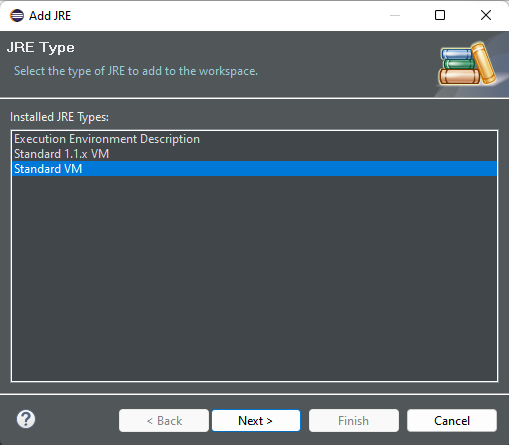 Add JRE
JRE Type
Select the type of JRE to add to the workspace.
Installed JRE Types:
Execution Environment Description
Standard 1.1.x VM
Standard VM
?
< Back
Next >
Finish
Cancel